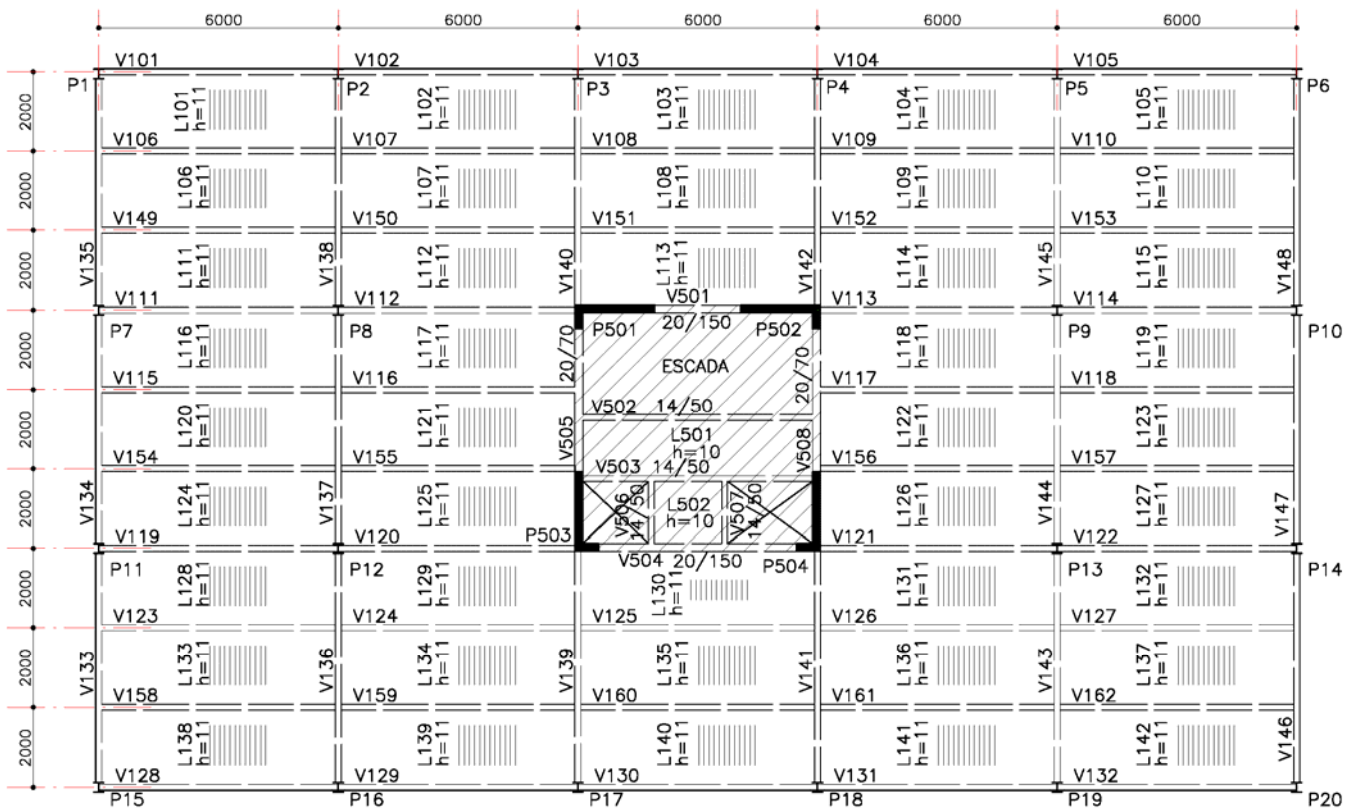 6000 6000 6000 6000 6000
V101 V102 V103 V104 V105
P1 P2 P3 P4 P5 P6
2000
L101 h=11 L102 h=11 L103 h=11 L104 h=11 L105 h=11
V106 V107 V108 V109 V110
2000
L106 h=11 L107 h=11 L108 h=11 L109 h=11 L110 h=11
V149 V150 V151 V152 V153
2000
V135 L111 h=11 V138 L112 h=11 V140 L113 h=11 V142 L114 h=11 V145 L115 h=11 V148
V111 V112 V501 V113 V114
20/150
P7 P8 P501 P502 P9 P10
2000
L116 h=11 L117 h=11 20/70 ESCADA 20/70 L118 h=11 L119 h=11
V115 V116 V117 V118
V502 14/50
2000
L120 h=11 L121 h=11 V505 L501 h=10 V508 L122 h=11 L123 h=11
V154 V155 V503 14/50 V156 V157
2000
V134 L124 h=11 V137 L125 h=11 V506 14/50 L502 h=10 V507 14/50 L126 h=11 V144 L127 h=11 V147
V119 V120 P503 V121 V122
V504 20/150 P504
P11 P12 P13 P14
2000
L128 h=11 L129 h=11 L130 h=11 L131 h=11 L132 h=11
V123 V124 V125 V126 V127
2000
V133 L133 h=11 V136 L134 h=11 V139 L135 h=11 V141 L136 h=11 V143 L137 h=11
V158 V159 V160 V161 V162
2000
L138 h=11 L139 h=11 L140 h=11 L141 h=11 L142 h=11 V146
V128 V129 V130 V131 V132
P15 P16 P17 P18 P19 P20